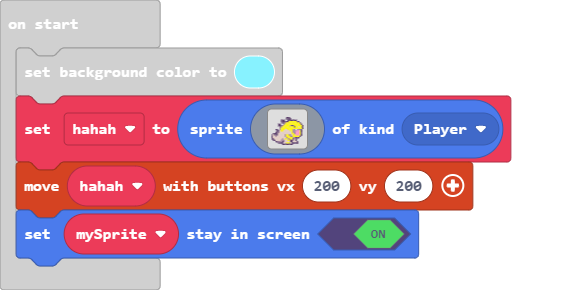 on start
set background color to
set hahah to sprite of kind Player
move hahah with buttons vx 200 vy 200
set mySprite stay in screen ON